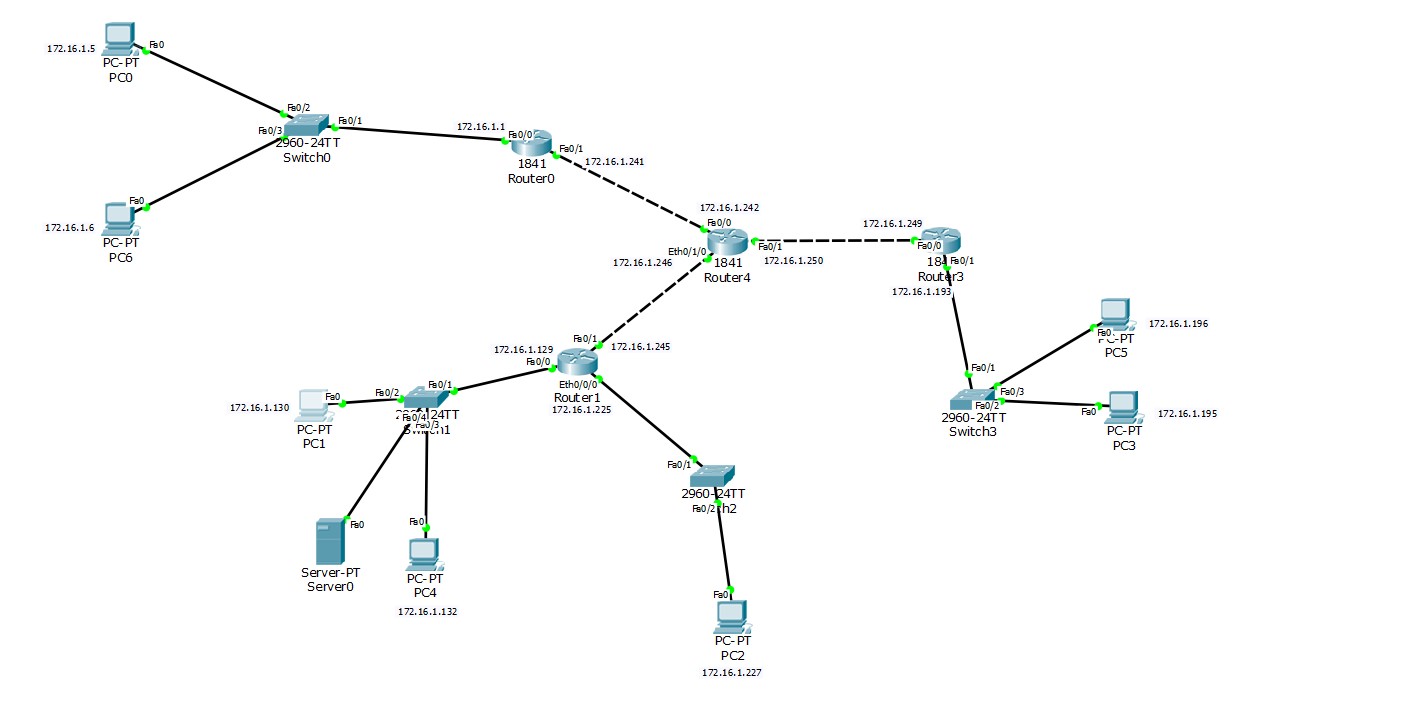 172.16.1.5
Fa0
PC-PT
PC0
Fa0/2
Fa0/3
Fa0/1
2960-24TT
Switch0
Fa0
172.16.1.6
PC-PT
PC6
172.16.1.1
Fa0/0
Fa0/1
172.16.1.241
1841
Router0
172.16.1.242
Fa0/0
Eth0/1/0
Fa0/1
172.16.1.246
172.16.1.250
1841
Router4
172.16.1.249
Fa0/0
Fa0/1
Router3
172.16.1.193
172.16.1.196
Fa0
PC-PT
PC5
Fa0/1
Fa0/3
Fa0/2
2960-24TT
Switch3
Fa0
172.16.1.195
PC-PT
PC3
Fa0/1
172.16.1.245
172.16.1.129
Fa0/0
Eth0/0/0
Router1
172.16.1.225
172.16.1.130
Fa0
PC-PT
PC1
Fa0/2
Fa0/1
Fa0/4
Fa0/3
Fa0
Server-PT
Server0
Fa0
PC-PT
PC4
172.16.1.132
Fa0/1
2960-24TT
Fa0/2
Fa0
PC-PT
PC2
172.16.1.227